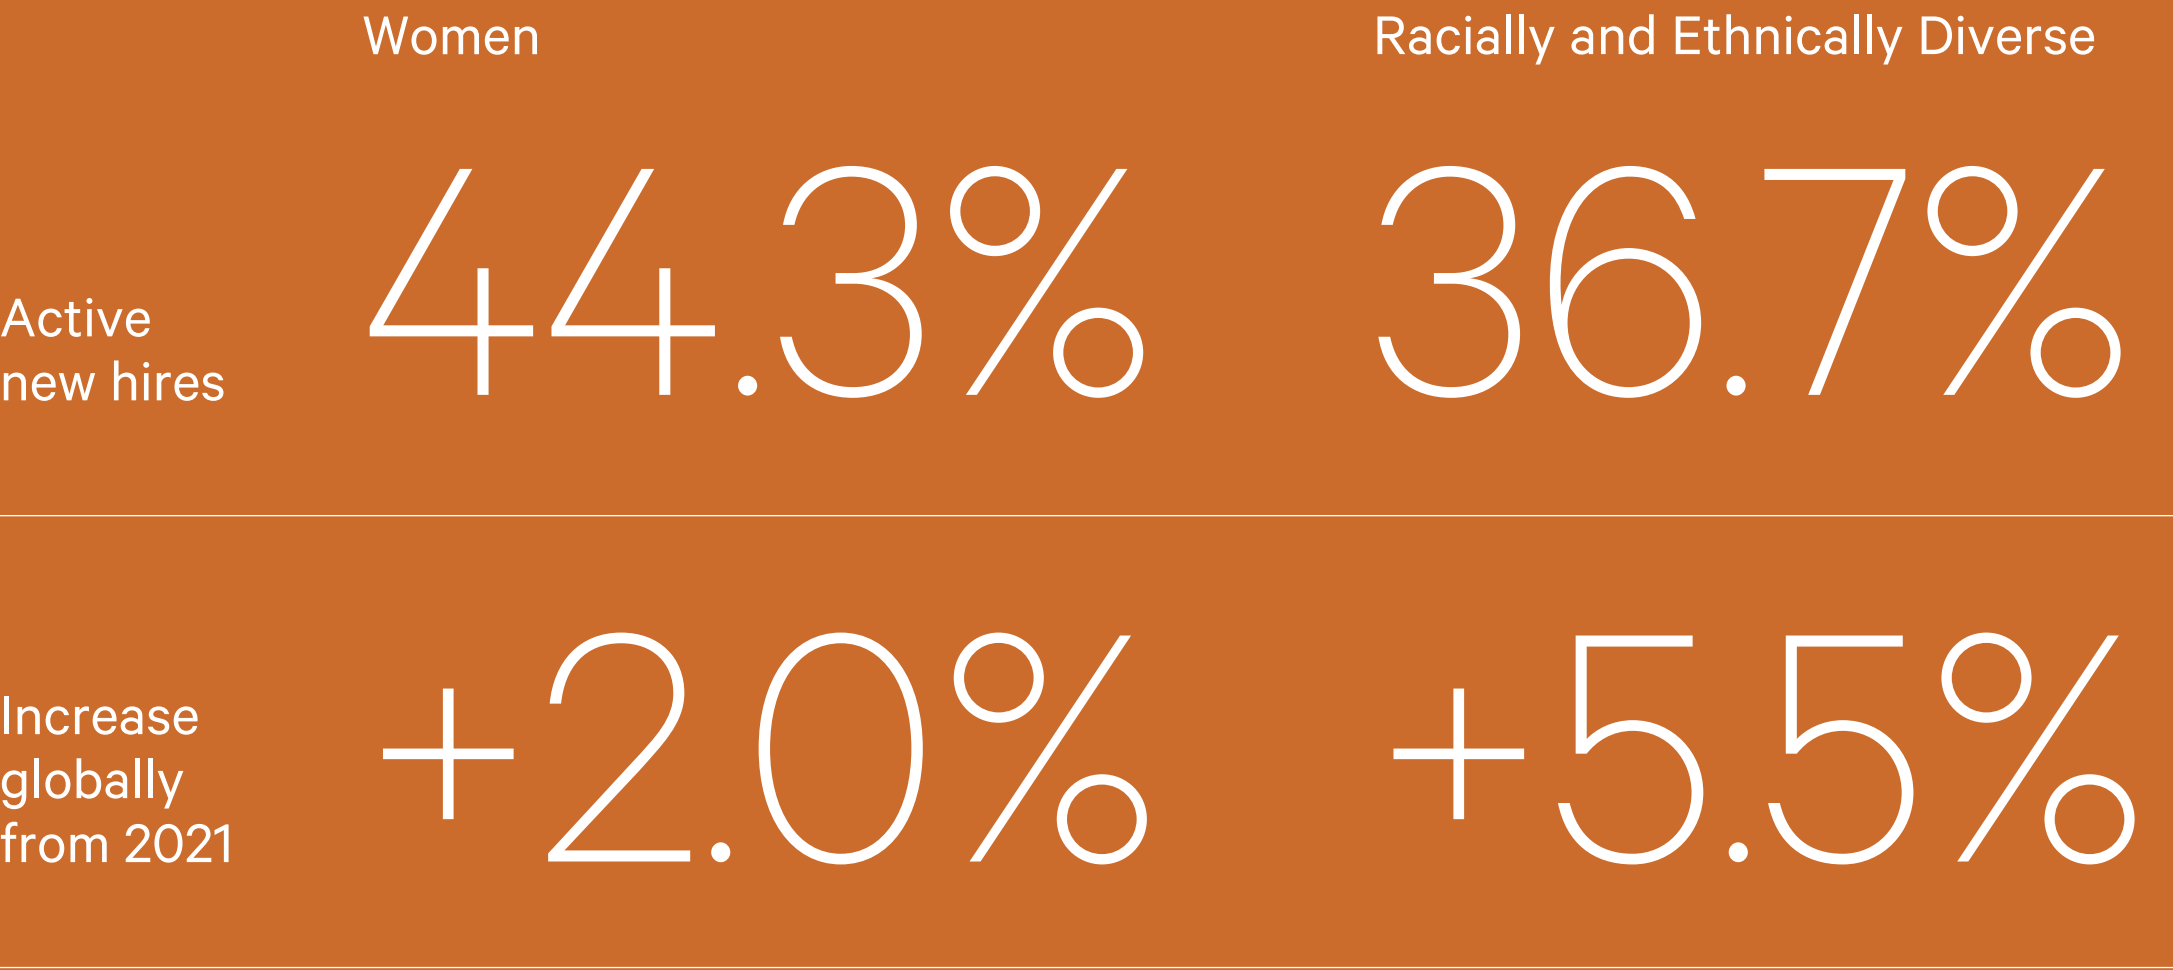 Women
Racially and Ethnically Diverse
Active
new hires
44.3%
36.7%
Increase
globally
from 2021
+2.0%
+5.5%